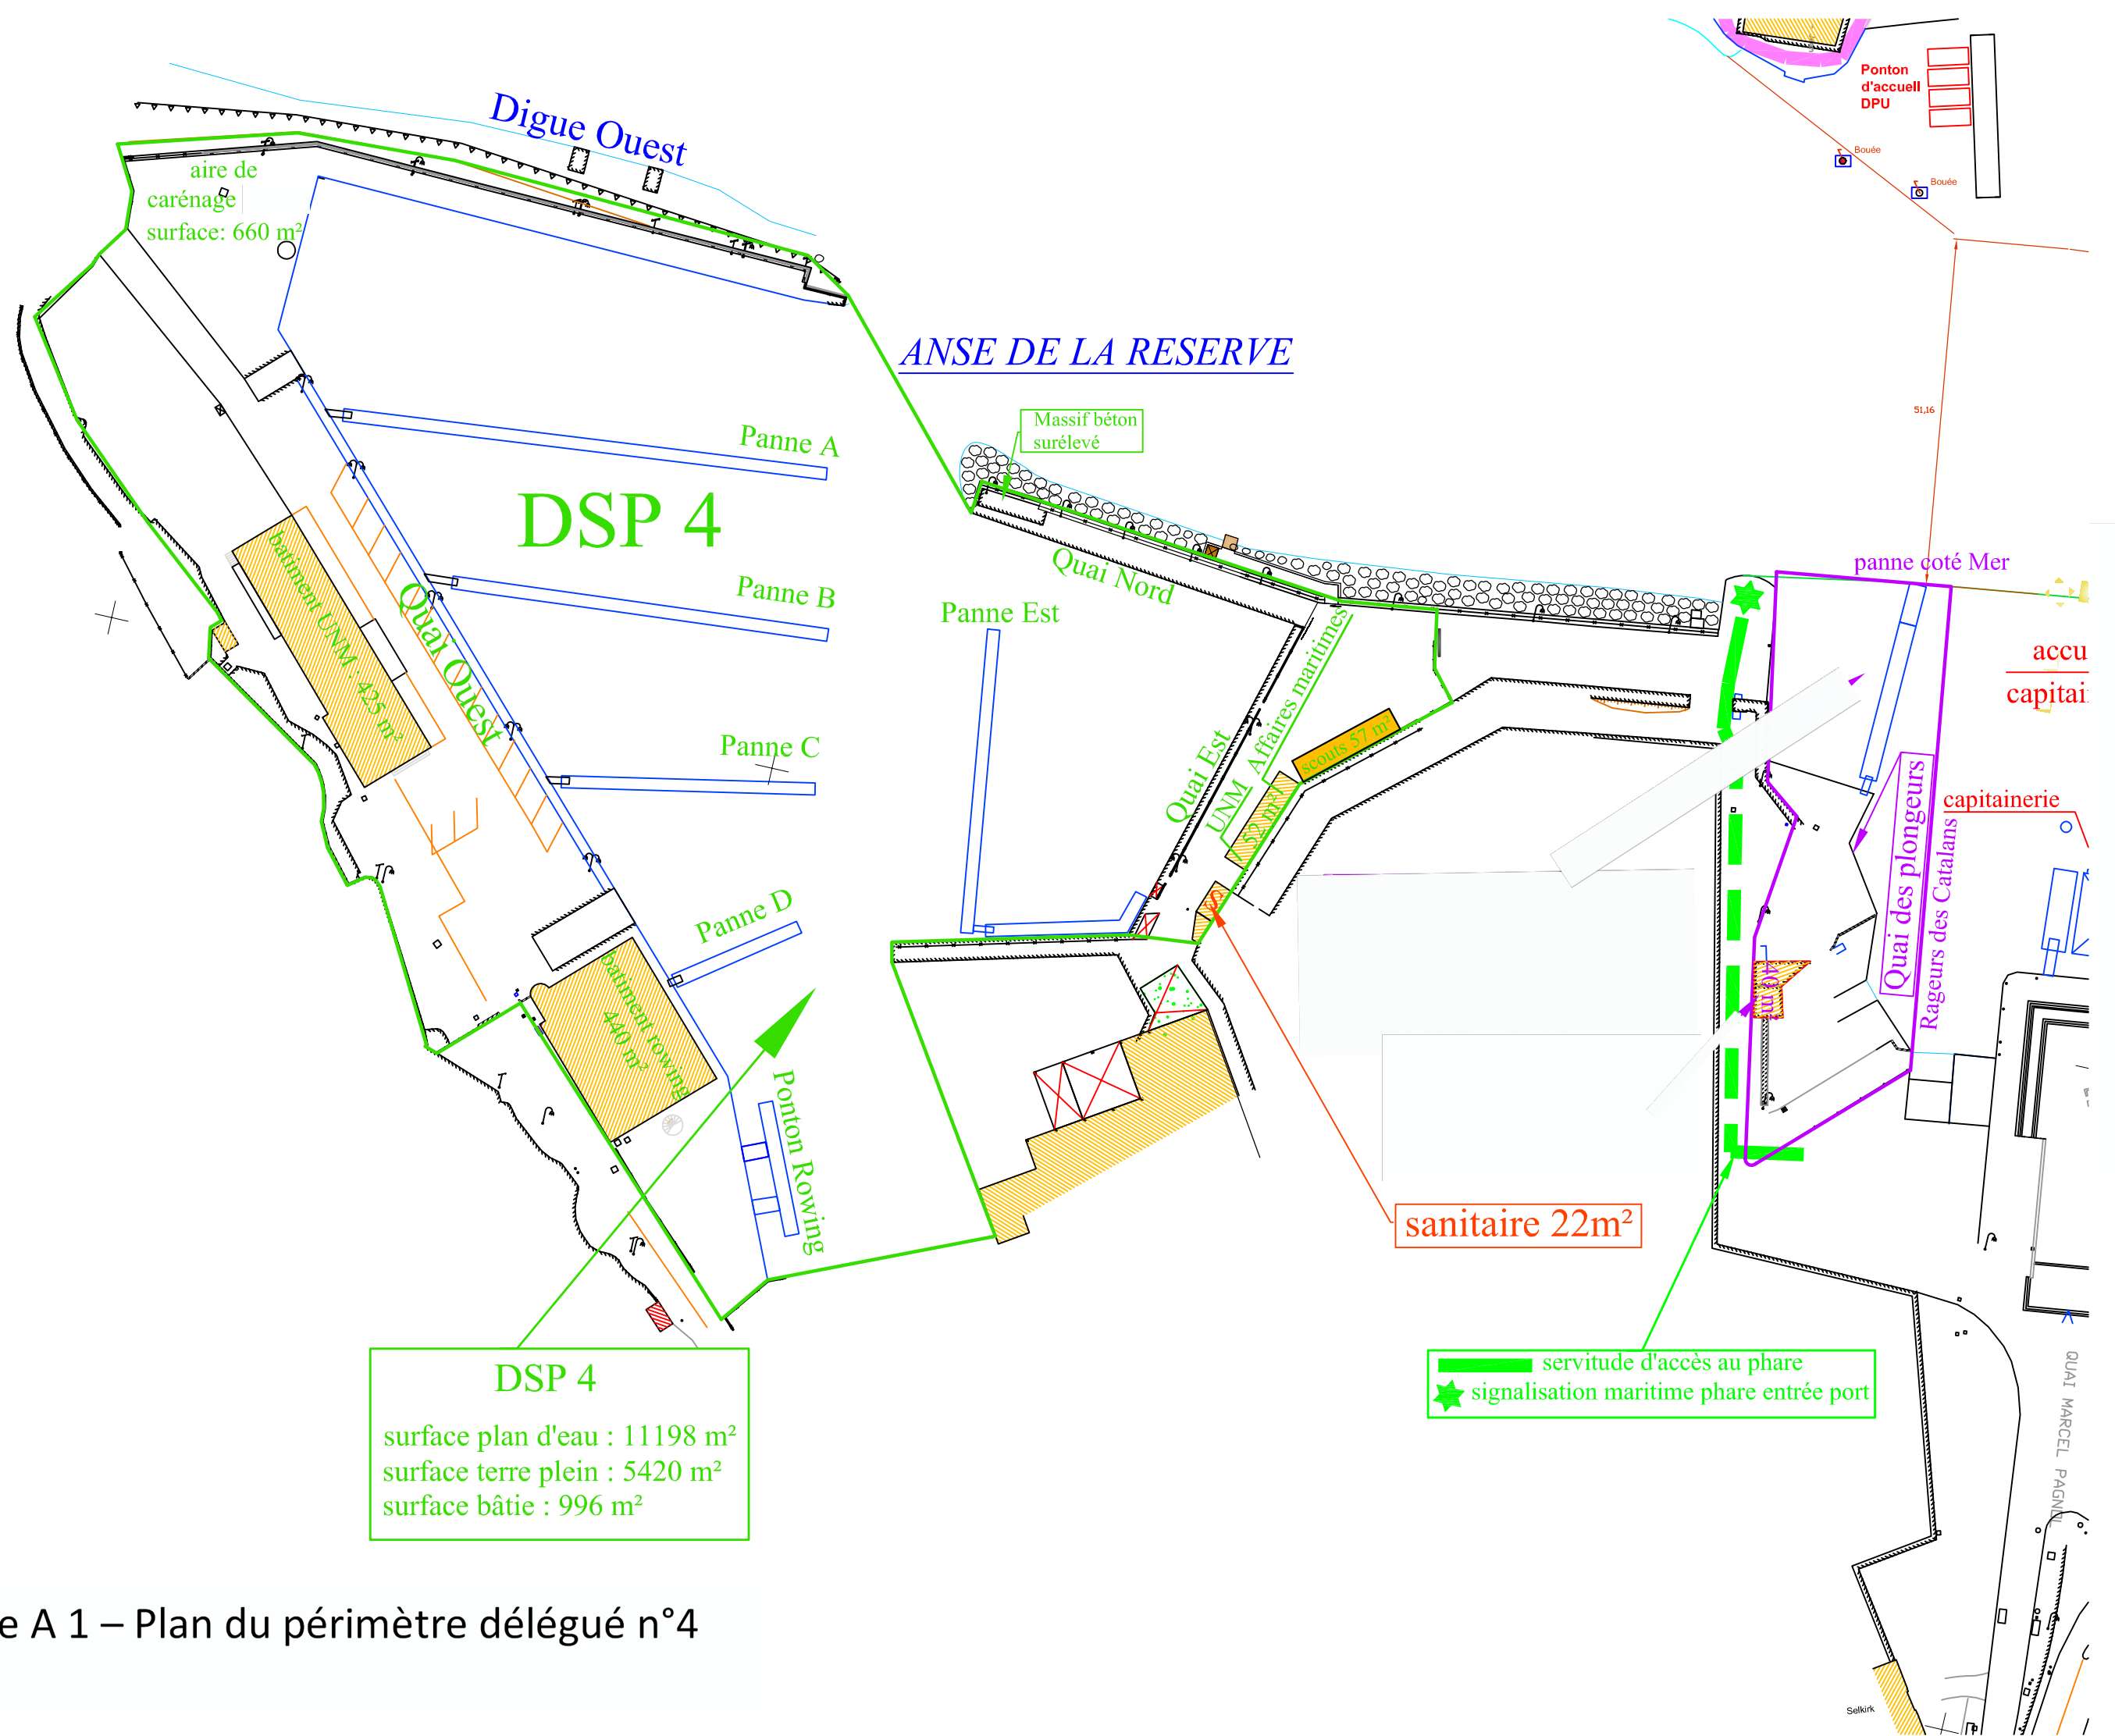 Digue Ouest
Ponton
d'accueil
DPU
Bouée
Bouée
aire de
carénage
surface: 660 m²
ANSE DE LA RESERVE
51,16
Massif béton
surélevé
Panne A
DSP 4
Quai Nord
panne coté Mer
batiment UNM : 425 m²
Quai Ouest
Panne B
Panne Est
Affaires maritimes
UNM
52 m²
scouts 57 m²
Quai Est
accu
capitai
Panne C
capitainerie
Quai des plongeurs
Rageurs des Catalans
40 m²
Panne D
batiment rowing
440 m²
Ponton Rowing
S
sanitaire 22m²
DSP 4
surface plan d'eau : 11198 m²
surface terre plein : 5420 m²
surface bâtie : 996 m²
servitude d'accès au phare
signalisation maritime phare entrée port
QUAI MARCEL PAGNOL
e A 1 – Plan du périmètre délégué n°4
Selkirk